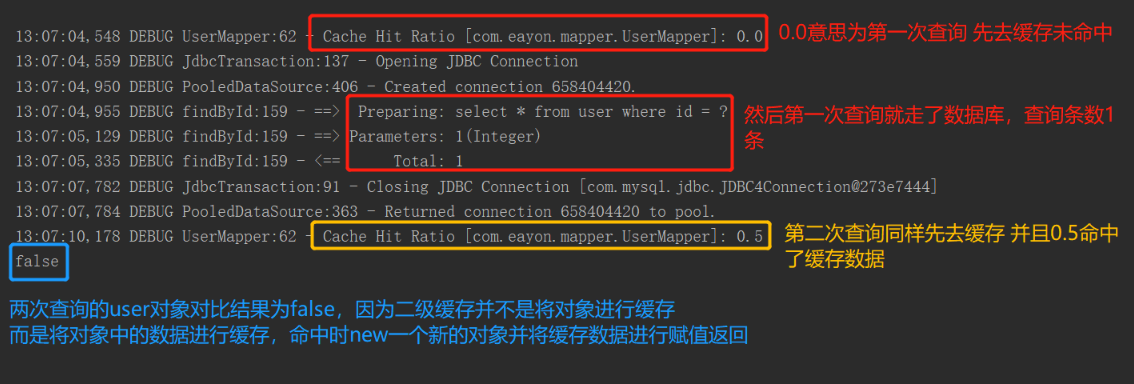 13:07:04,548 DEBUG UserMapper:62 - Cache Hit Ratio [com.eayon.mapper.UserMapper]: 0.0
0.0意思为第一次查询 先去缓存未命中
13:07:04,559 DEBUG JdbcTransaction:137 - Opening JDBC Connection
13:07:04,950 DEBUG PooledDataSource:406 - Created connection 658404420.
13:07:04,955 DEBUG findById:159 - ==>  Preparing: select * from user where id = ?
然后第一次查询就走了数据库，查询条数1
条
13:07:05,129 DEBUG findById:159 - ==> Parameters: 1(Integer)
13:07:05,335 DEBUG findById:159 - <==      Total: 1
13:07:07,782 DEBUG JdbcTransaction:91 - Closing JDBC Connection [com.mysql.jdbc.JDBC4Connection@273e7444]
13:07:07,784 DEBUG PooledDataSource:363 - Returned connection 658404420 to pool.
13:07:10,178 DEBUG UserMapper:62 - Cache Hit Ratio [com.eayon.mapper.UserMapper]: 0.5
第二次查询同样先去缓存 并且0.5命中
了缓存数据
false
两次查询的user对象对比结果为false，因为二级缓存并不是将对象进行缓存
而是将对象中的数据进行缓存，命中时new一个新的对象并将缓存数据进行赋值返回